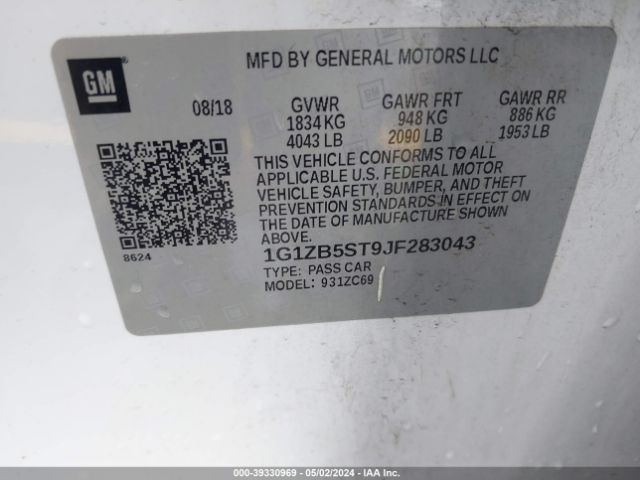 GM
MFD BY GENERAL MOTORS LLC
08/18 GVWR GAWR FRT GAWR RR
1834 KG 948 KG 886 KG
4043 LB 2090 LB 1953 LB
THIS VEHICLE CONFORMS TO ALL
APPLICABLE U.S. FEDERAL MOTOR
VEHICLE SAFETY, BUMPER, AND THEFT
PREVENTION STANDARDS IN EFFECT ON
THE DATE OF MANUFACTURE SHOWN
ABOVE.
8624
1G1ZB5ST9JF283043
TYPE: PASS CAR
MODEL: 931ZC69
000-39330969 - 05/02/2024 - IAAI.COM